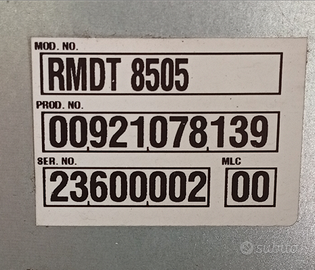 MOD. NO.
RMDT 8505
PROD. NO.
00921078139
SER. NO. MLC
23600002 00
subito